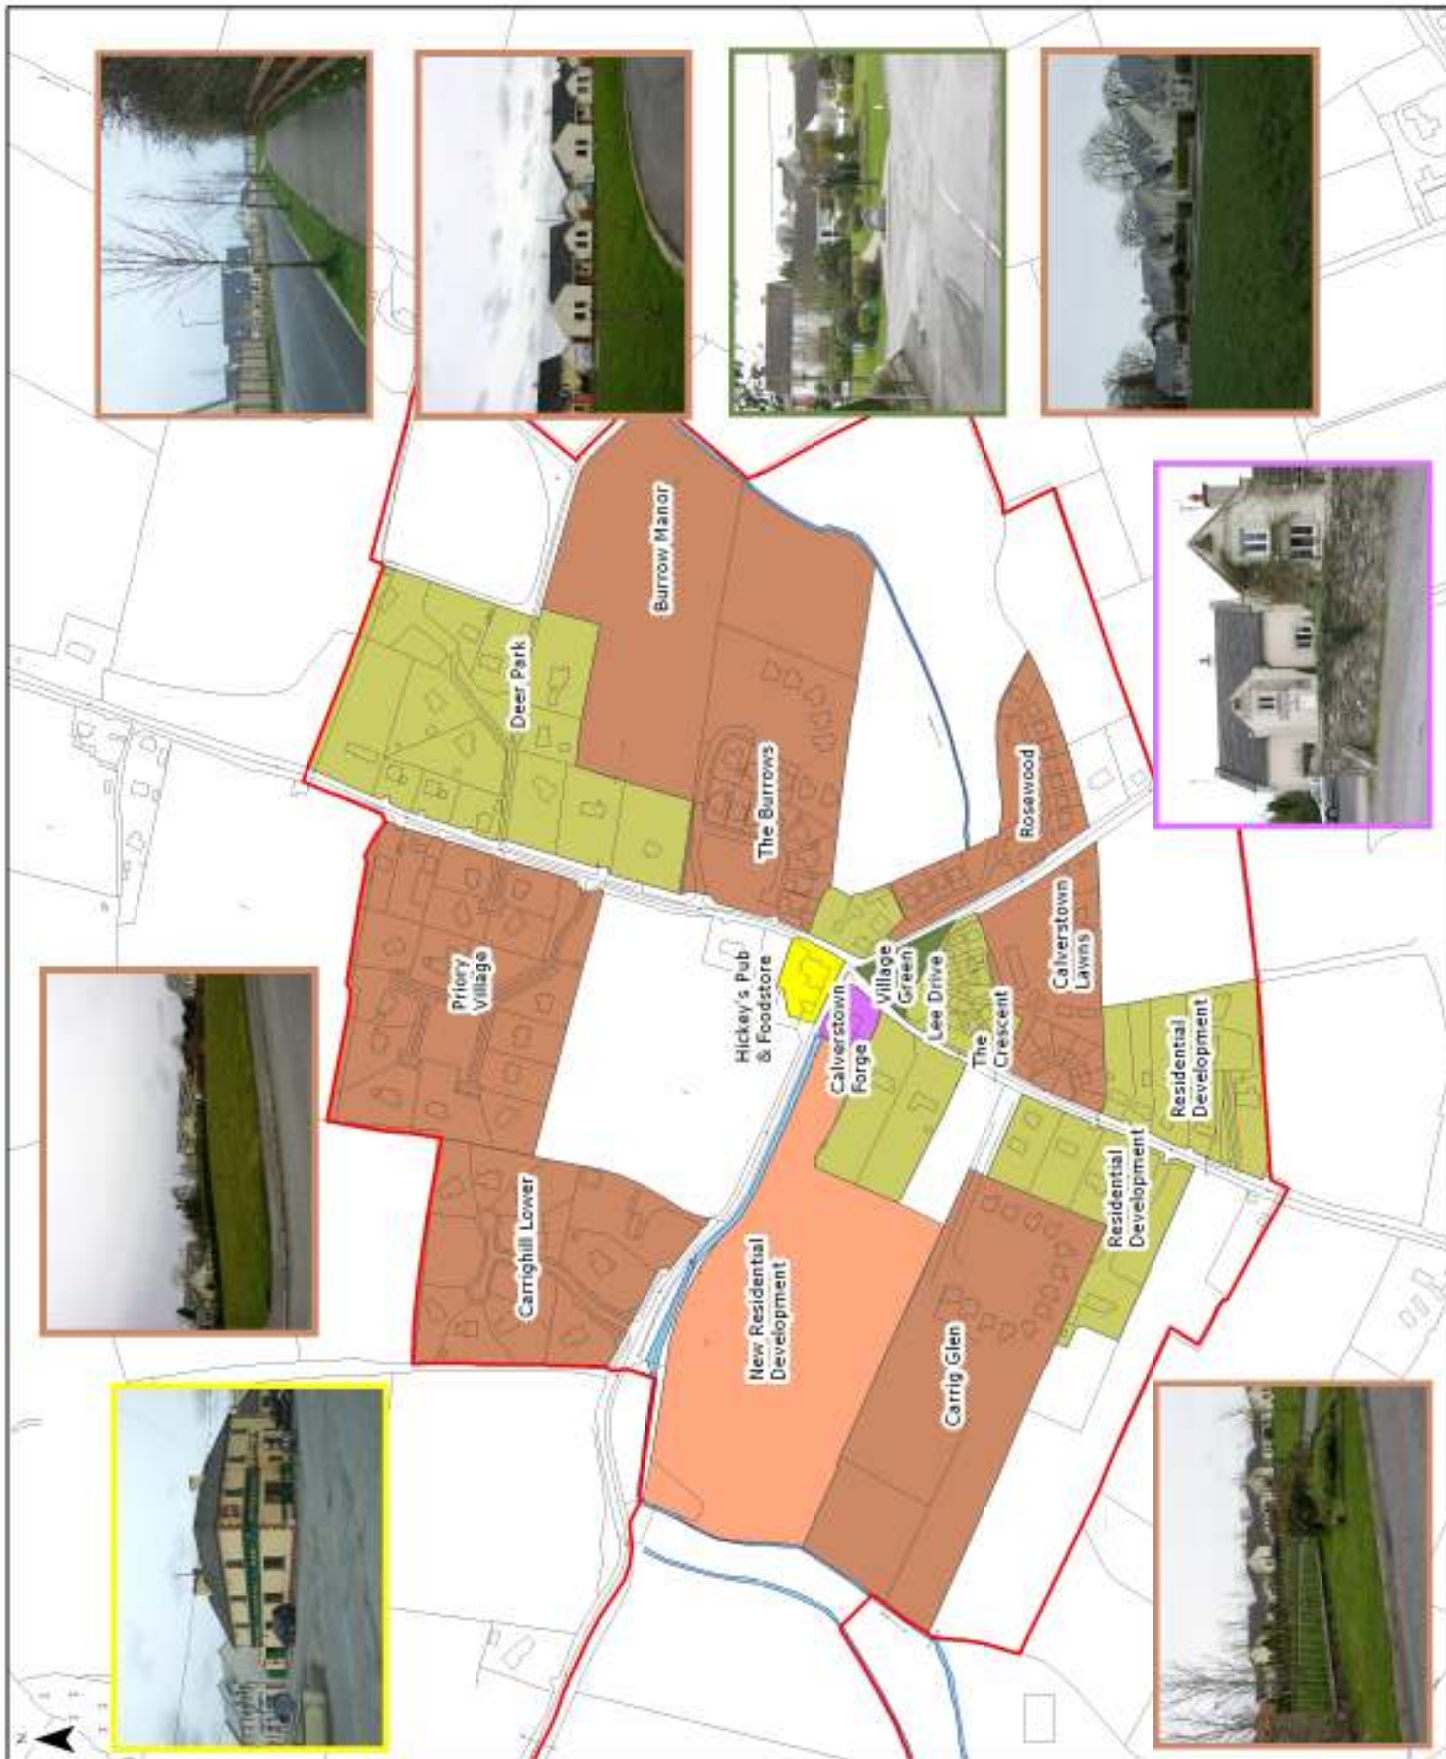 N
Hickey's Pub
& Foodstore
Priory
Village
Carrighill Lower
Deer Park
Burrow Manor
The Burrows
Calverstown
Forge
Village
Green
Lee Drive
The
Crescent
Rosewood
Calverstown
Lawns
New Residential
Development
Carrig Glen
Residential
Development
Residential
Development